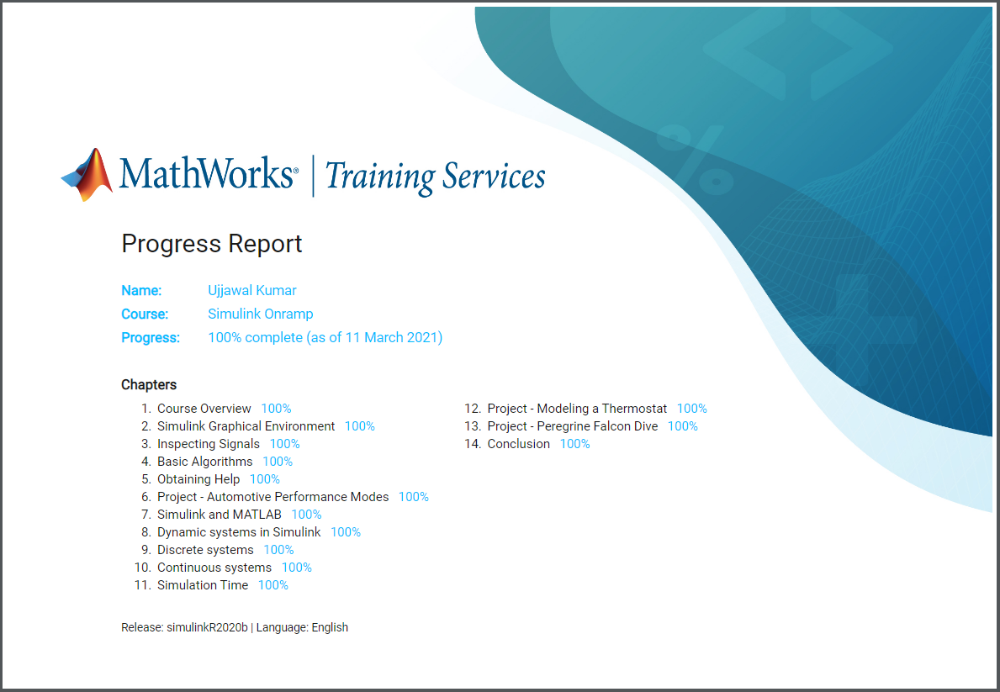 MathWorks® | Training Services
Progress Report
Name: Ujjawal Kumar
Course: Simulink Onramp
Progress: 100% complete (as of 11 March 2021)
Chapters
1. Course Overview 100%
2. Simulink Graphical Environment 100%
3. Inspecting Signals 100%
4. Basic Algorithms 100%
5. Obtaining Help 100%
6. Project - Automotive Performance Modes 100%
7. Simulink and MATLAB 100%
8. Dynamic systems in Simulink 100%
9. Discrete systems 100%
10. Continuous systems 100%
11. Simulation Time 100%
12. Project - Modeling a Thermostat 100%
13. Project - Peregrine Falcon Dive 100%
14. Conclusion 100%
Release: simulinkR2020b | Language: English